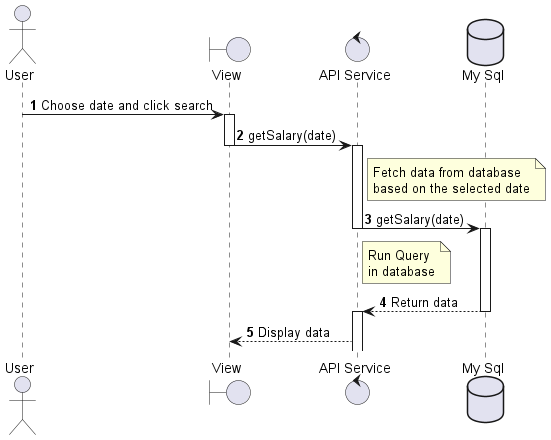 User
View
API Service
My Sql
1 Choose date and click search
2 getSalary(date)
Fetch data from database
based on the selected date
3 getSalary(date)
Run Query
in database
4 Return data
5 Display data
User
View
API Service
My Sql